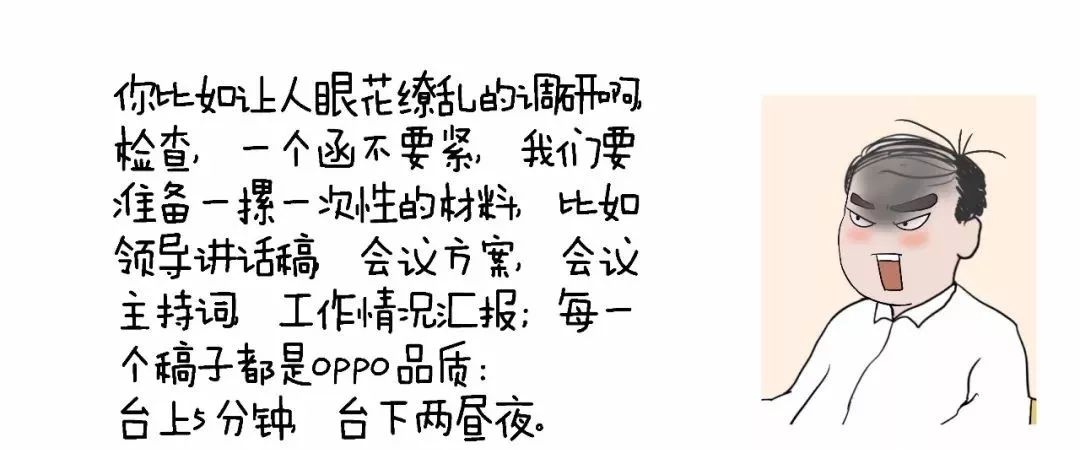 你比如让人眼花缭乱的调研啊,
检查,一个函不要紧,我们要
准备一摞一次性的材料,比如
领导讲话稿,会议方案,会议
主持词,工作情况汇报;每一
个稿子都是OPPO品质:
台上5分钟,台下两昼夜。